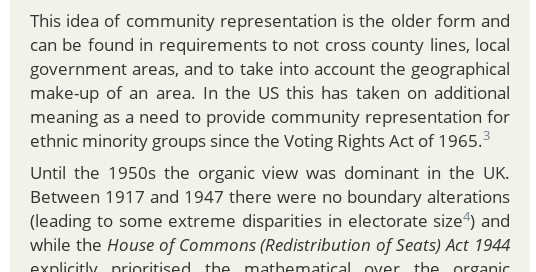 This idea of community representation is the older form and
can be found in requirements to not cross county lines, local
government areas, and to take into account the geographical
make-up of an area. In the US this has taken on additional
meaning as a need to provide community representation for
ethnic minority groups since the Voting Rights Act of 1965.3
Until the 1950s the organic view was dominant in the UK.
Between 1917 and 1947 there were no boundary alterations
(leading to some extreme disparities in electorate size4) and
while the House of Commons (Redistribution of Seats) Act 1944
explicitly prioritised the mathematical over the organic